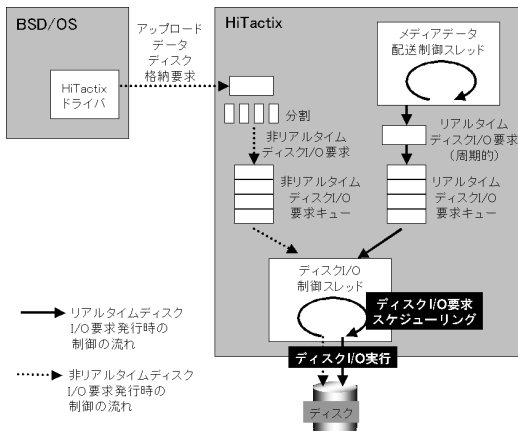 BSD/OS
HiTactix
ドライバ
アップロード
データ
ディスク
格納要求
HiTactix
メディアデータ
配送制御スレッド
分割
非リアルタイム
ディスクI/O要求
リアルタイム
ディスクI/O要求
(周期的)
非リアルタイム
ディスクI/O
要求キュー
リアルタイム
ディスクI/O
要求キュー
ディスクI/O
制御スレッド
ディスクI/O要求
スケジューリング
ディスクI/O実行
ディスク
リアルタイムディスク
I/O要求発行時の
制御の流れ
非リアルタイムディスク
I/O要求発行時の
制御の流れ